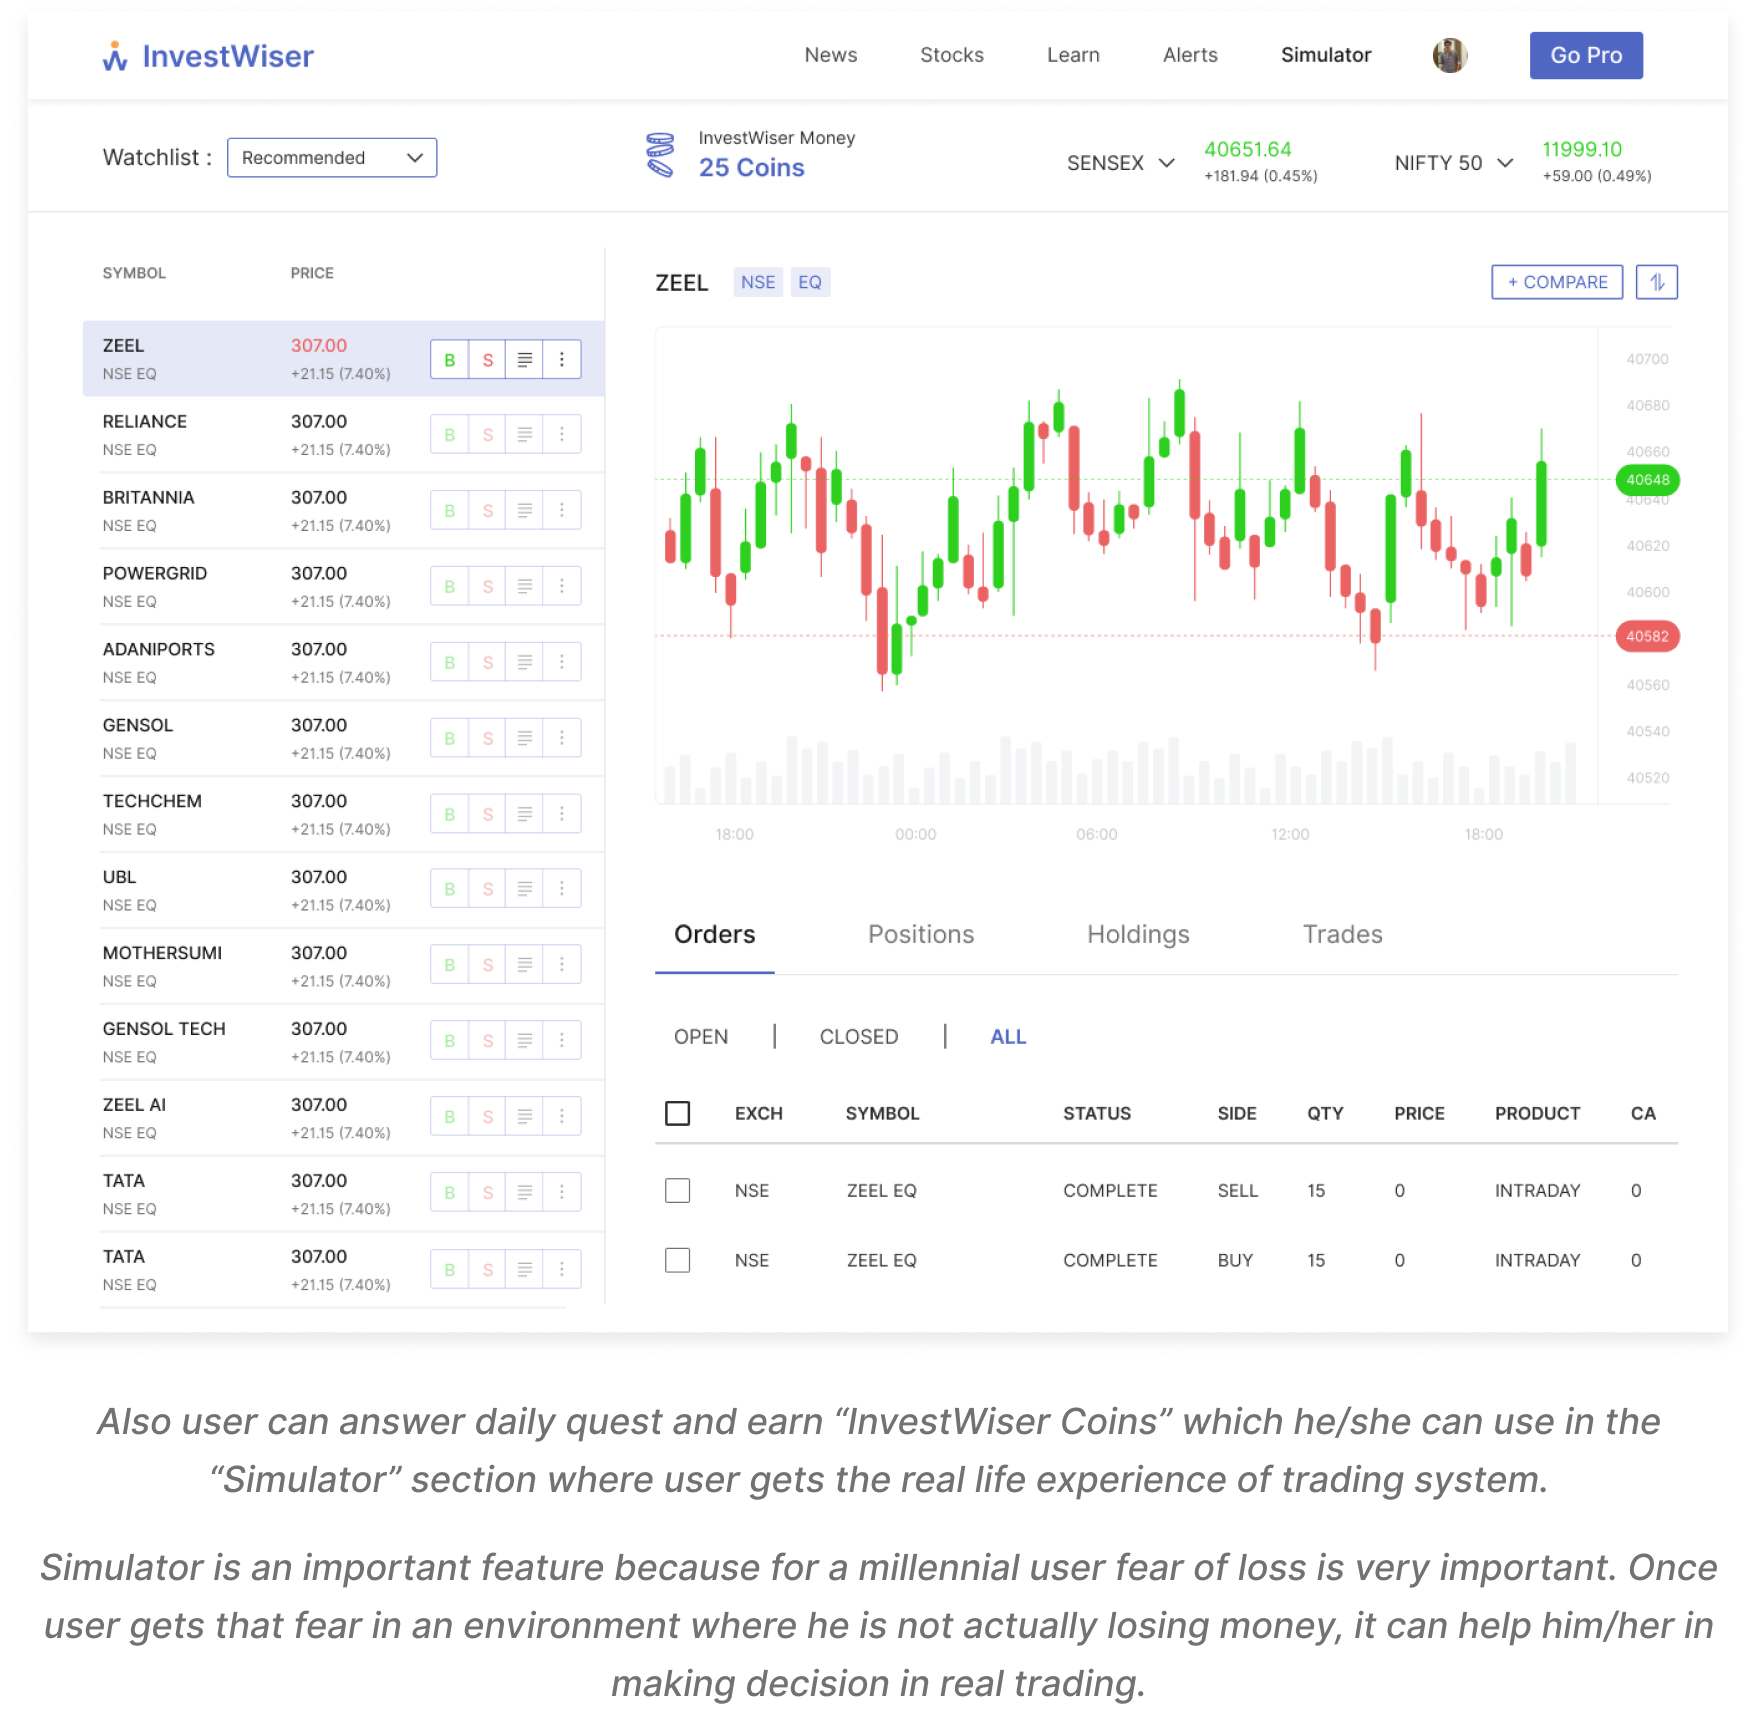 InvestWiser
News Stocks Learn Alerts Simulator Go Pro
Watchlist : Recommended
InvestWiser Money
25 Coins
SENSEX 40651.64
+181.94 (0.45%)
NIFTY 50 11999.10
+59.00 (0.49%)
SYMBOL PRICE
ZEEL 307.00
NSE EQ +21.15 (7.40%)
B S
RELIANCE 307.00
NSE EQ +21.15 (7.40%)
B S
BRITANNIA 307.00
NSE EQ +21.15 (7.40%)
B S
POWERGRID 307.00
NSE EQ +21.15 (7.40%)
B S
ADANIPORTS 307.00
NSE EQ +21.15 (7.40%)
B S
GENSOL 307.00
NSE EQ +21.15 (7.40%)
B S
TECHCHEM 307.00
NSE EQ +21.15 (7.40%)
B S
UBL 307.00
NSE EQ +21.15 (7.40%)
B S
MOTHERSUMI 307.00
NSE EQ +21.15 (7.40%)
B S
GENSOL TECH 307.00
NSE EQ +21.15 (7.40%)
B S
ZEEL AI 307.00
NSE EQ +21.15 (7.40%)
B S
TATA 307.00
NSE EQ +21.15 (7.40%)
B S
TATA 307.00
NSE EQ +21.15 (7.40%)
B S
ZEEL NSE EQ + COMPARE
40700
40680
40660
40648
40640
40620
40600
40582
40560
40540
40520
18:00 00:00 06:00 12:00 18:00
Orders Positions Holdings Trades
OPEN | CLOSED | ALL
EXCH SYMBOL STATUS SIDE QTY PRICE PRODUCT CA
NSE ZEEL EQ COMPLETE SELL 15 0 INTRADAY 0
NSE ZEEL EQ COMPLETE BUY 15 0 INTRADAY 0
Also user can answer daily quest and earn “InvestWiser Coins” which he/she can use in the
“Simulator” section where user gets the real life experience of trading system.
Simulator is an important feature because for a millennial user fear of loss is very important. Once
user gets that fear in an environment where he is not actually losing money, it can help him/her in
making decision in real trading.